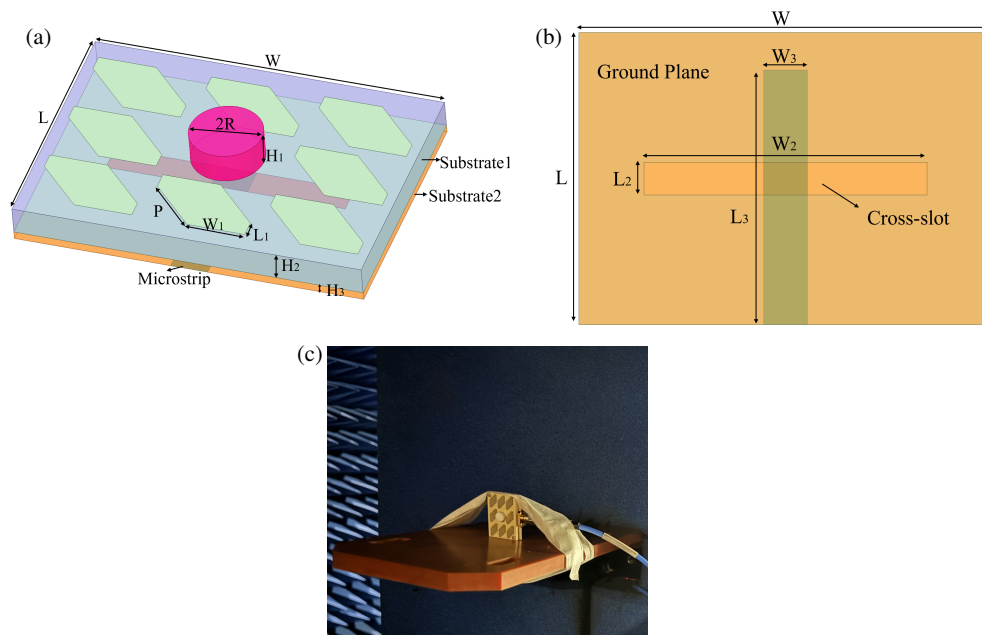 (a)
W
L
2R
H1
Substrate1
Substrate2
P
W1
L1
H2
H3
Microstrip
(b)
W
W3
Ground Plane
W2
L
L2
L3
Cross-slot
(c)